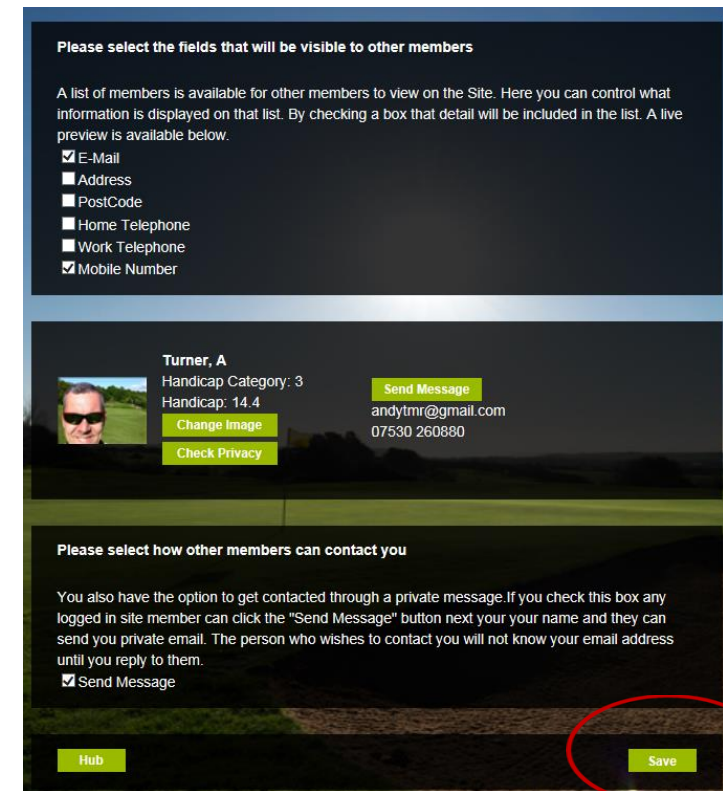 Please select the fields that will be visible to other members
A list of members is available for other members to view on the Site. Here you can control what
information is displayed on that list. By checking a box that detail will be included in the list. A live
preview is available below.
E-Mail
Address
PostCode
Home Telephone
Work Telephone
Mobile Number
Turner, A
Handicap Category: 3
Handicap: 14.4
Change Image
Check Privacy
Send Message
andytmr@gmail.com
07530 260880
Please select how other members can contact you
You also have the option to get contacted through a private message.If you check this box any
logged in site member can click the "Send Message" button next your your name and they can
send you private email. The person who wishes to contact you will not know your email address
until you reply to them.
Send Message
Hub
Save